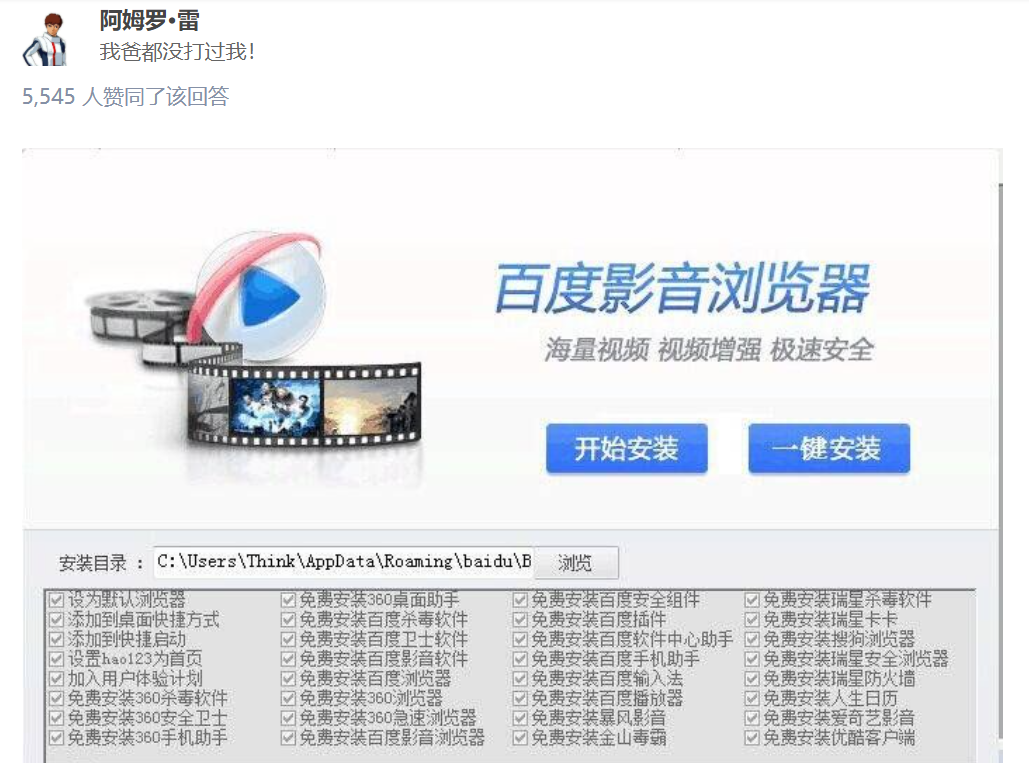 阿姆罗•雷
我爸都没打过我！
5,545 人赞同了该回答
百度影音浏览器
海量视频 视频增强 极速安全
开始安装 一键安装
安装目录 : C:\Users\Think\AppData\Roaming\baidu\B 浏览
设为默认浏览器 免费安装360桌面助手 免费安装百度安全组件 免费安装瑞星杀毒软件
添加到桌面快捷方式 免费安装百度杀毒软件 免费安装百度插件 免费安装瑞星卡卡
添加到快捷启动 免费安装百度卫士软件 免费安装百度软件中心助手 免费安装搜狗浏览器
设置hao123为首页 免费安装百度影音软件 免费安装百度手机助手 免费安装瑞星安全浏览器
加入用户体验计划 免费安装百度浏览器 免费安装百度输入法 免费安装瑞星防火墙
免费安装360杀毒软件 免费安装360浏览器 免费安装百度播放器 免费安装人生日历
免费安装360安全卫士 免费安装360急速浏览器 免费安装暴风影音 免费安装爱奇艺影音
免费安装360手机助手 免费安装百度影音浏览器 免费安装金山毒霸 免费安装优酷客户端